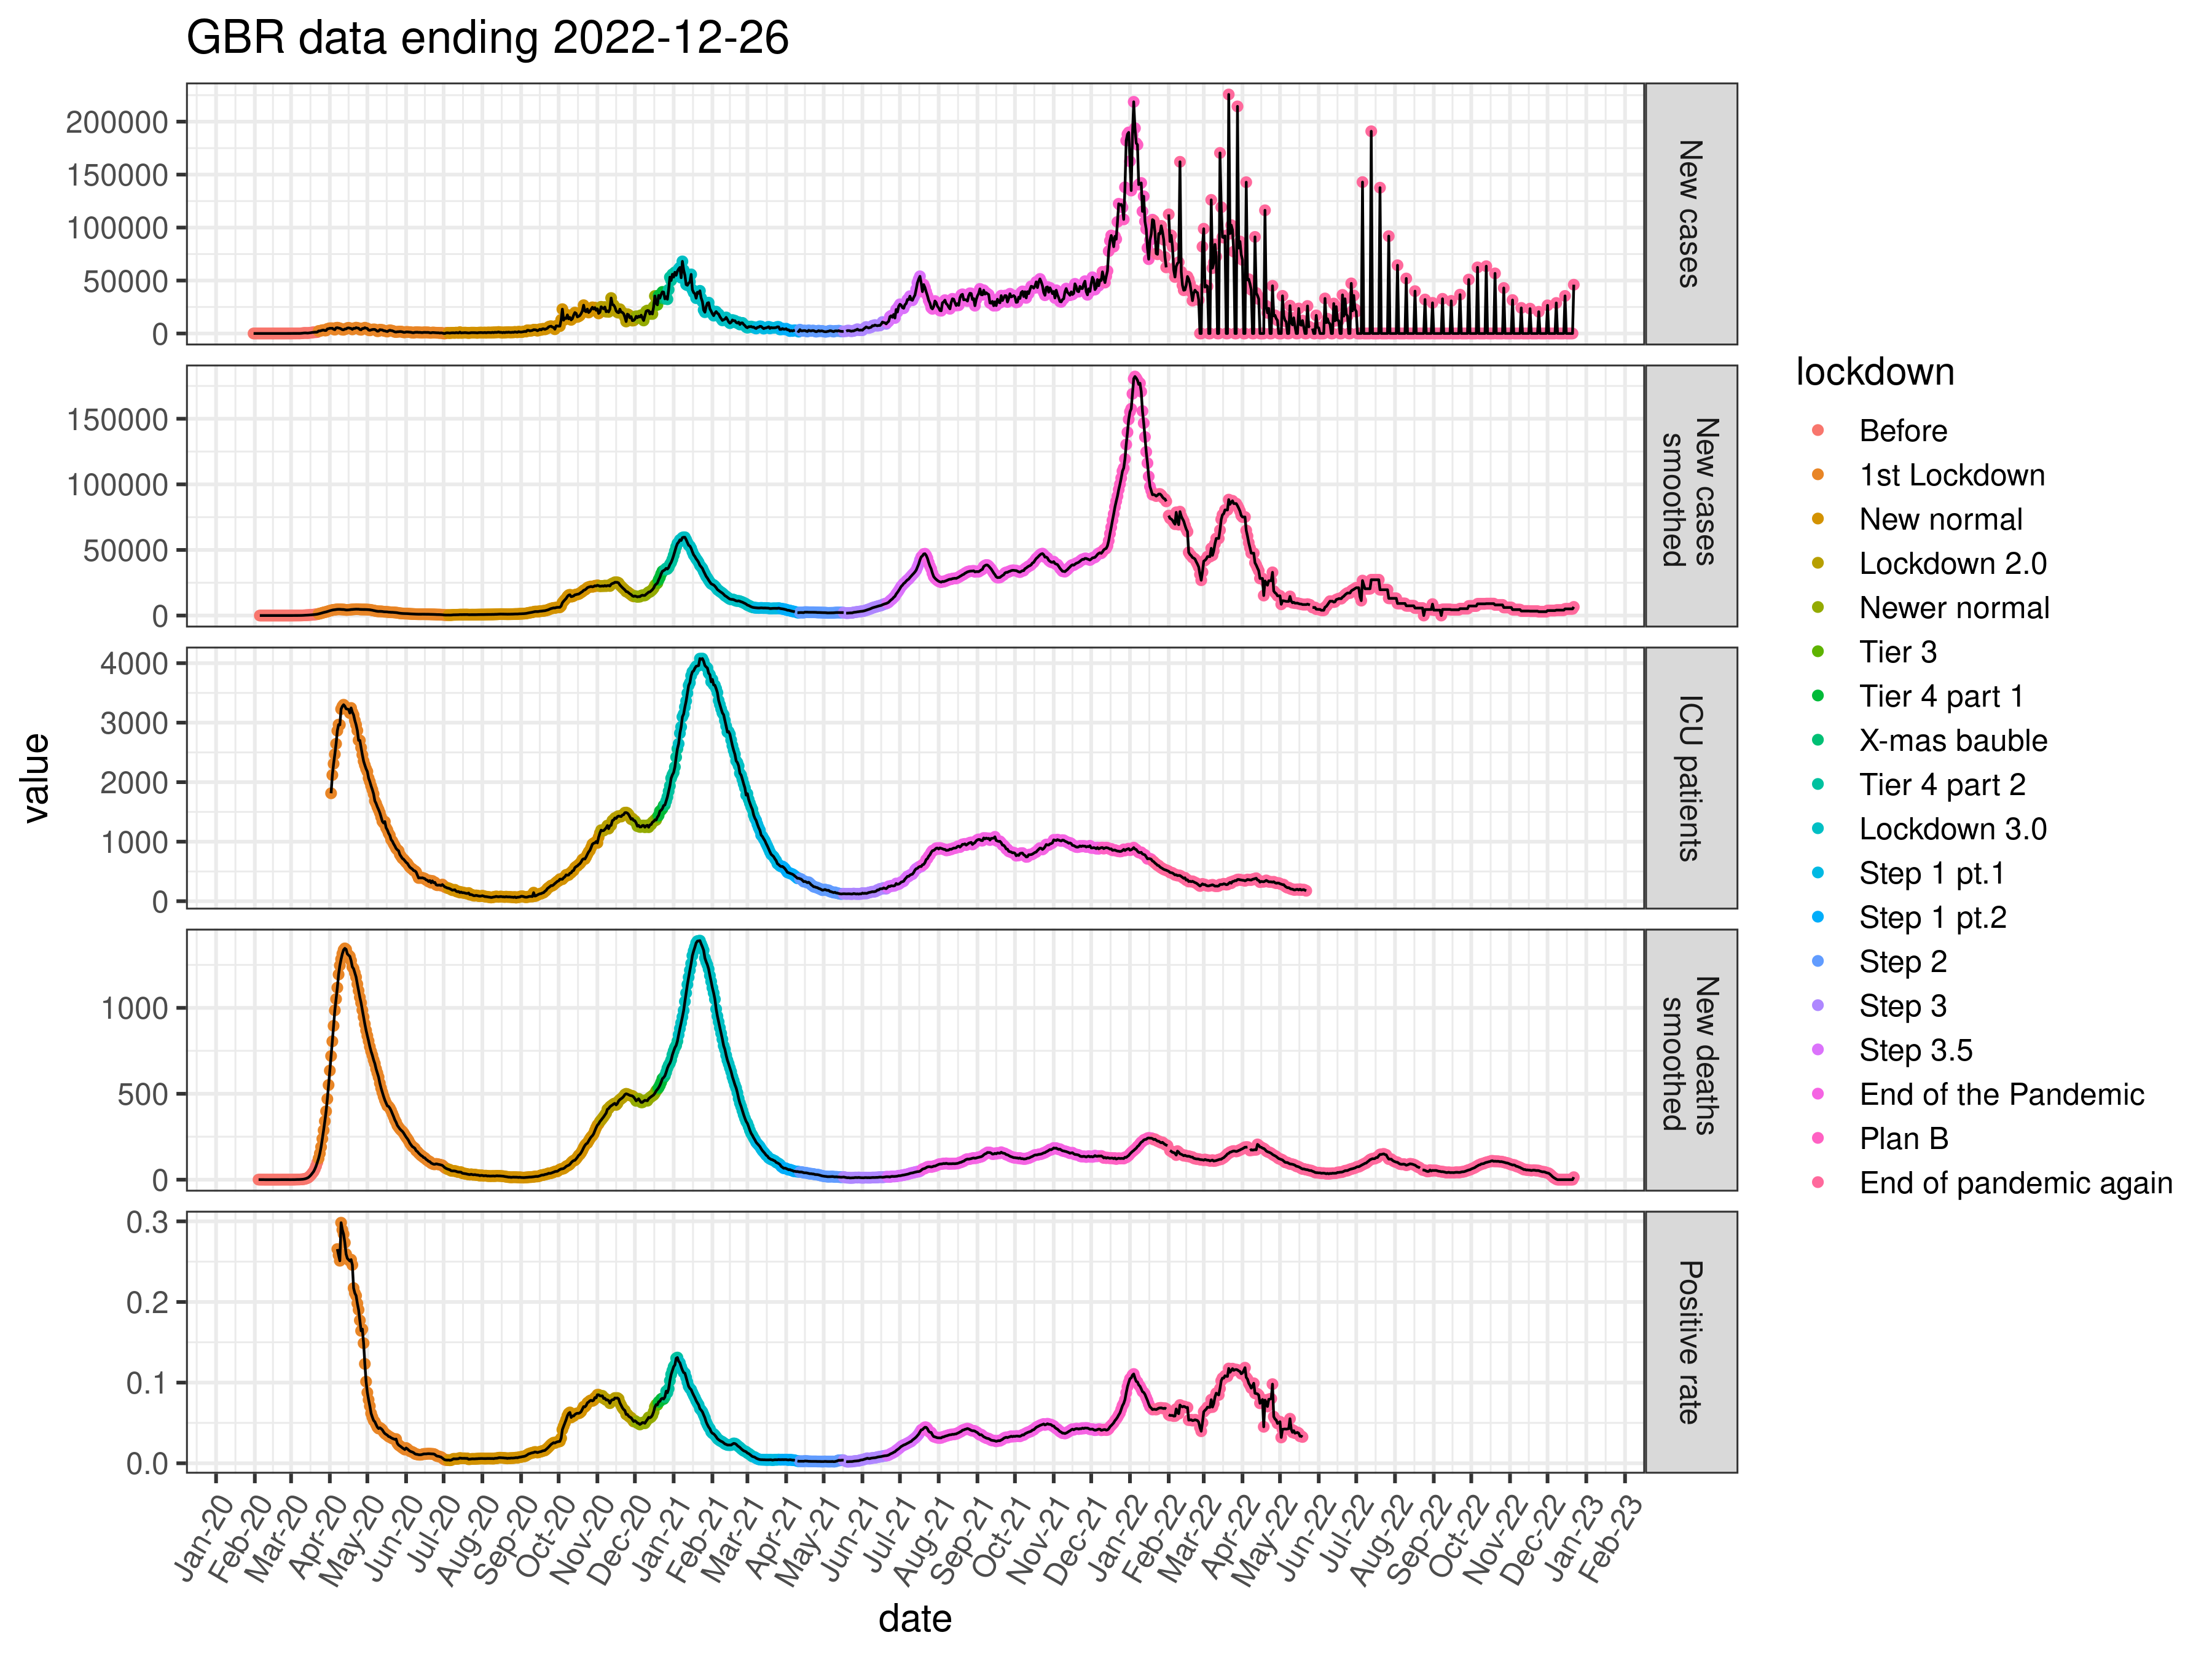 GBR data ending 2022-12-26
value
200000
150000
100000
50000
0
New cases
150000
100000
50000
0
New cases
smoothed
4000
3000
2000
1000
0
ICU patients
1000
500
0
New deaths
smoothed
0.3
0.2
0.1
0.0
Positive rate
Jan-20
Feb-20
Mar-20
Apr-20
May-20
Jun-20
Jul-20
Aug-20
Sep-20
Oct-20
Nov-20
Dec-20
Jan-21
Feb-21
Mar-21
Apr-21
May-21
Jun-21
Jul-21
Aug-21
Sep-21
Oct-21
Nov-21
Dec-21
Jan-22
Feb-22
Mar-22
Apr-22
May-22
Jun-22
Jul-22
Aug-22
Sep-22
Oct-22
Nov-22
Dec-22
Jan-23
Feb-23
date
lockdown
Before
1st Lockdown
New normal
Lockdown 2.0
Newer normal
Tier 3
Tier 4 part 1
X-mas bauble
Tier 4 part 2
Lockdown 3.0
Step 1 pt.1
Step 1 pt.2
Step 2
Step 3
Step 3.5
End of the Pandemic
Plan B
End of pandemic again